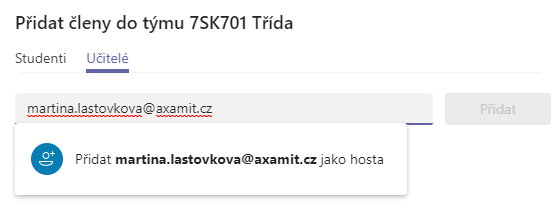 Přidat členy do týmu 7SK701 Třída
Studenti Učitelé
martina.lastovkova@axamit.cz Přidat
Přidat martina.lastovkova@axamit.cz jako hosta